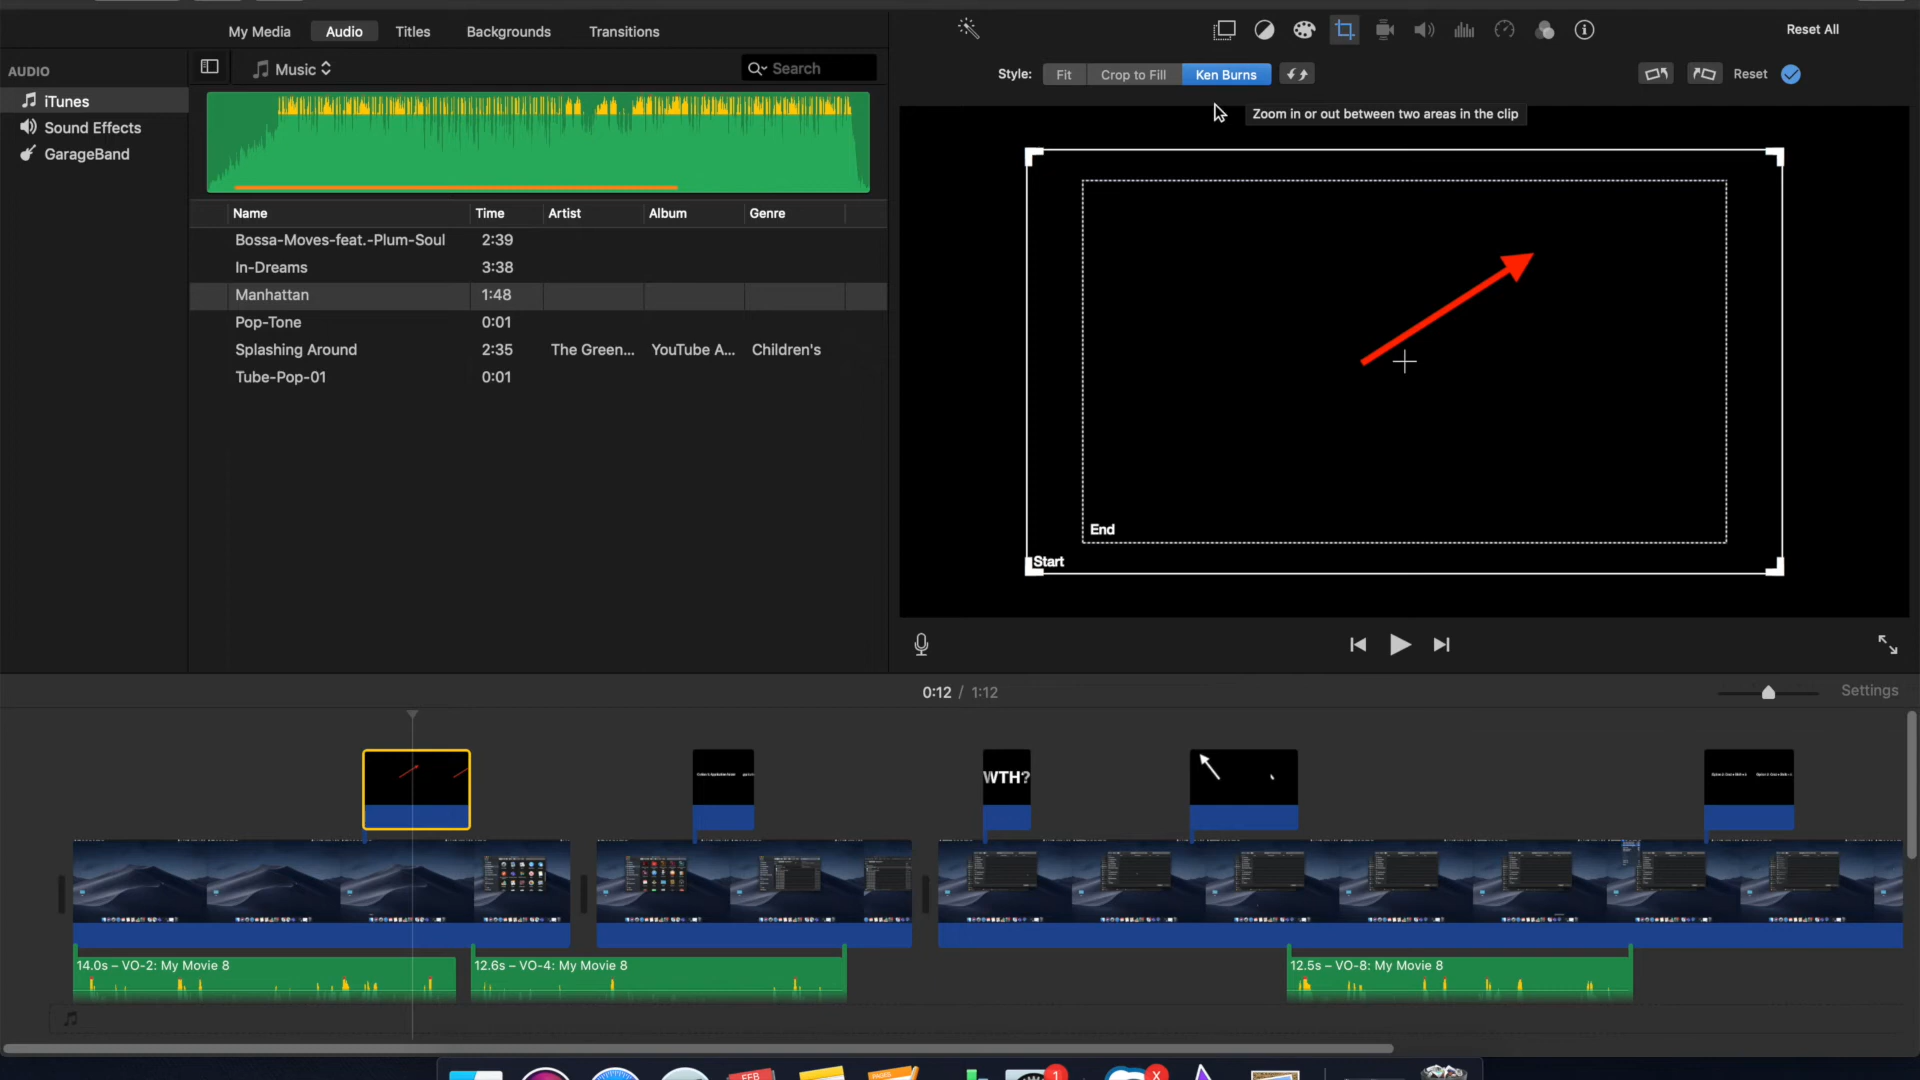 My Media
Audio
Titles
Backgrounds
Transitions
Reset All
AUDIO
iTunes
Sound Effects
GarageBand
Music
Search
Style:
Fit
Crop to Fill
Ken Burns
Reset
Zoom in or out between two areas in the clip
Name Time Artist Album Genre
Bossa-Moves-feat.-Plum-Soul 2:39
In-Dreams 3:38
Manhattan 1:48
Pop-Tone 0:01
Splashing Around 2:35 The Green... YouTube A... Children's
Tube-Pop-01 0:01
End
Start
0:12 / 1:12
Settings
WTH?
14.0s – VO-2: My Movie 8
12.6s – VO-4: My Movie 8
12.5s – VO-8: My Movie 8
FEB
PAGES
1
X